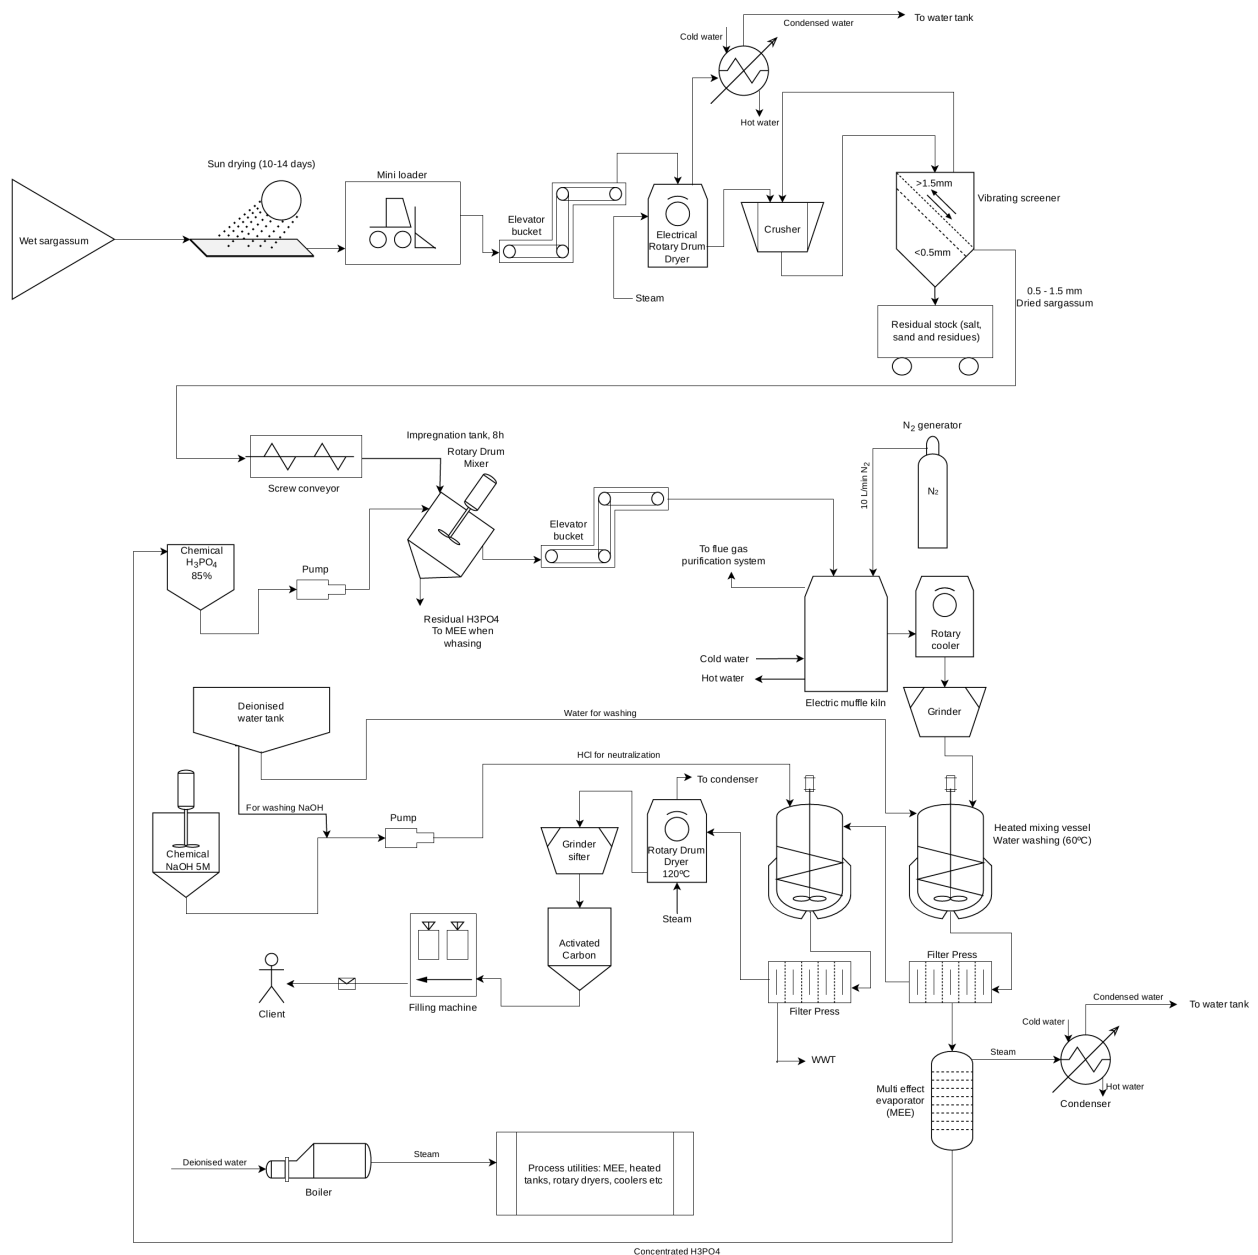 To water tank
Condensed water
Cold water
Hot water
Sun drying (10-14 days)
Mini loader
Wet sargassum
Elevator
bucket
Electrical
Rotary Drum
Dryer
Steam
Crusher
>1.5mm
<0.5mm
Vibrating screener
0.5 - 1.5 mm
Dried sargassum
Residual stock (salt,
sand and residues)
Impregnation tank, 8h
Rotary Drum
Mixer
Screw conveyor
N2 generator
10 L/min N2
N2
Chemical
H3PO4
85%
Pump
Elevator
bucket
To flue gas
purification system
Residual H3PO4
To MEE when
whasing
Rotary
cooler
Cold water
Hot water
Electric muffle kiln
Grinder
Deionised
water tank
Water for washing
HCl for neutralization
For washing NaOH
Pump
Chemical
NaOH 5M
To condenser
Grinder
sifter
Rotary Drum
Dryer
120ºC
Steam
Heated mixing vessel
Water washing (60ºC)
Activated
Carbon
Filter Press
Filter Press
Filling machine
Client
WWT
Condensed water
To water tank
Cold water
Steam
Hot water
Condenser
Multi effect
evaporator
(MEE)
Deionised water
Boiler
Steam
Process utilities: MEE, heated
tanks, rotary dryers, coolers etc
Concentrated H3PO4